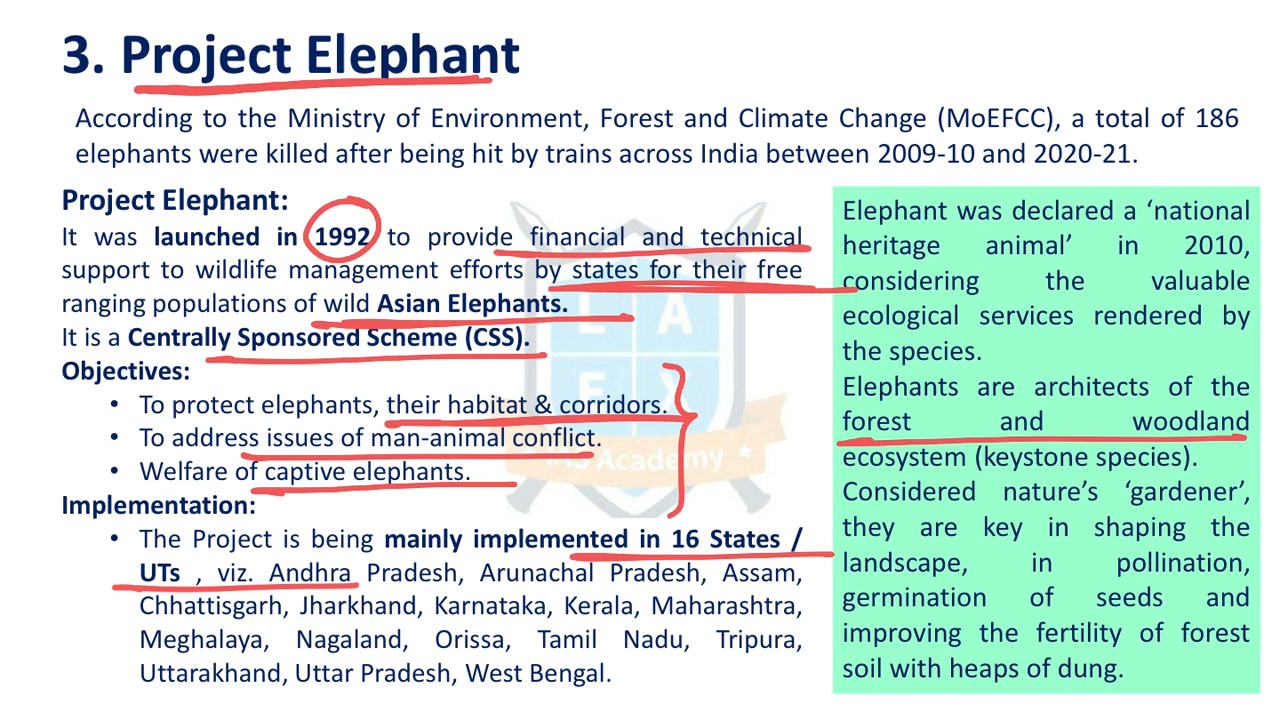 3. Project Elephant
According to the Ministry of Environment, Forest and Climate Change (MoEFCC), a total of 186
elephants were killed after being hit by trains across India between 2009-10 and 2020-21.
Project Elephant:
It was launched in 1992 to provide financial and technical
support to wildlife management efforts by states for their free
ranging populations of wild Asian Elephants.
It is a Centrally Sponsored Scheme (CSS).
Objectives:
• To protect elephants, their habitat & corridors.
• To address issues of man-animal conflict.
• Welfare of captive elephants.
Implementation:
• The Project is being mainly implemented in 16 States /
UTs , viz. Andhra Pradesh, Arunachal Pradesh, Assam,
Chhattisgarh, Jharkhand, Karnataka, Kerala, Maharashtra,
Meghalaya, Nagaland, Orissa, Tamil Nadu, Tripura,
Uttarakhand, Uttar Pradesh, West Bengal.
Elephant was declared a ‘national
heritage animal’ in 2010,
considering the valuable
ecological services rendered by
the species.
Elephants are architects of the
forest and woodland
ecosystem (keystone species).
Considered nature’s ‘gardener’,
they are key in shaping the
landscape, in pollination,
germination of seeds and
improving the fertility of forest
soil with heaps of dung.
L A
E X
IAS Academy